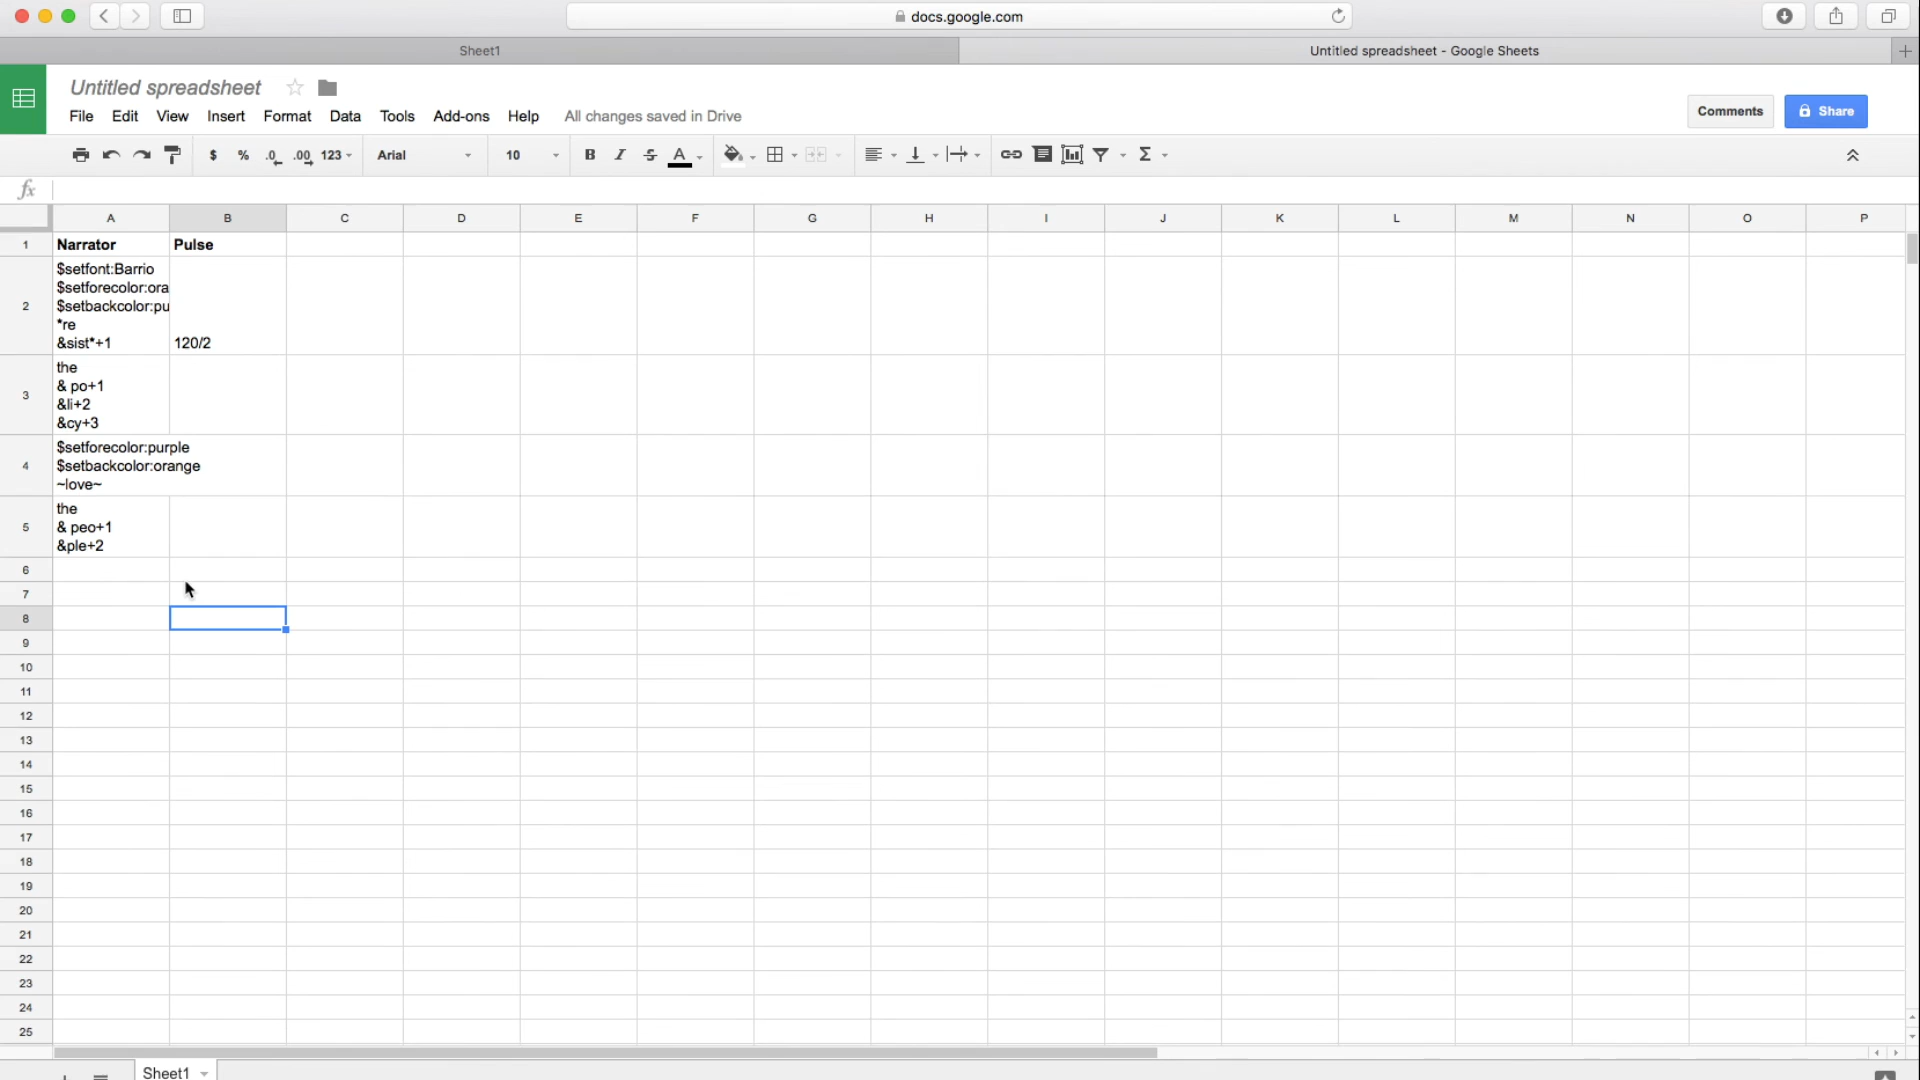 docs.google.com
Sheet1
Untitled spreadsheet - Google Sheets
Untitled spreadsheet
File Edit View Insert Format Data Tools Add-ons Help All changes saved in Drive
Comments Share
$ % .0 .00 123 Arial 10 B I S A Σ
fx
A B C D E F G H I J K L M N O P
1 Narrator Pulse
2 $setfont:Barrio
$setforecolor:ora
$setbackcolor:pu
*re
&sist*+1 120/2
3 the
& po+1
&li+2
&cy+3
4 $setforecolor:purple
$setbackcolor:orange
~love~
5 the
& peo+1
&ple+2
6
7
8
9
10
11
12
13
14
15
16
17
18
19
20
21
22
23
24
25
Sheet1